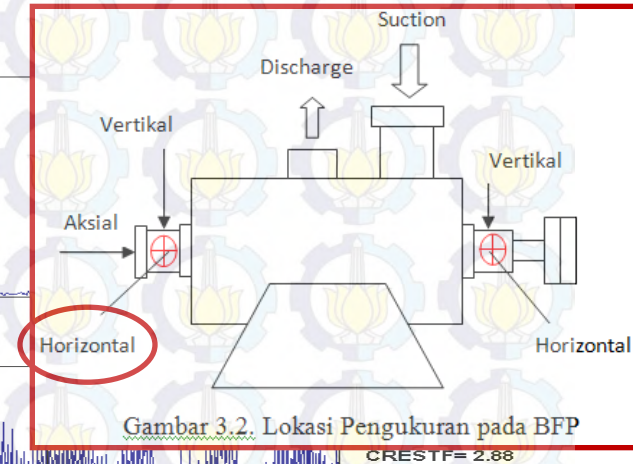 Suction
Discharge
Vertikal
Vertikal
Aksial
Horizontal
Horizontal
Gambar 3.2. Lokasi Pengukuran pada BFP
CRESTF= 2.88